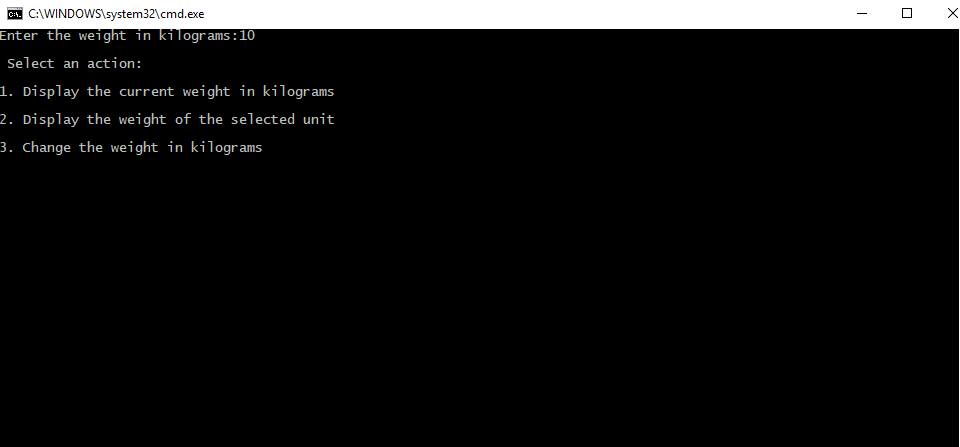 C:\WINDOWS\system32\cmd.exe
Enter the weight in kilograms:10
Select an action:
1. Display the current weight in kilograms
2. Display the weight of the selected unit
3. Change the weight in kilograms